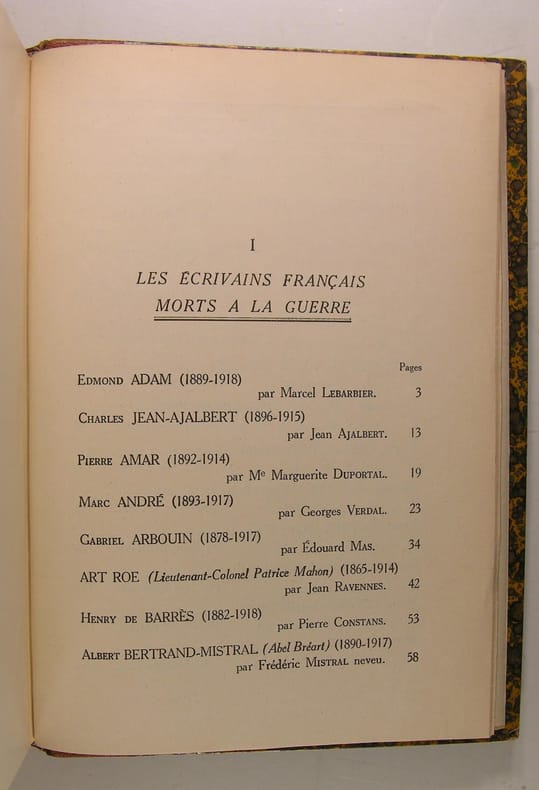 I
LES ÉCRIVAINS FRANÇAIS
MORTS A LA GUERRE
Pages
EDMOND ADAM (1889-1918)
par Marcel LEBARBIER. 3
CHARLES JEAN-AJALBERT (1896-1915)
par Jean AJALBERT. 13
PIERRE AMAR (1892-1914)
par Me Marguerite DUPORTAL. 19
MARC ANDRÉ (1893-1917)
par Georges VERDAL. 23
GABRIEL ARBOUIN (1878-1917)
par Édouard MAS. 34
ART ROE (Lieutenant-Colonel Patrice Mahon) (1865-1914)
par Jean RAVENNES. 42
HENRY DE BARRÈS (1882-1918)
par Pierre CONSTANS. 53
ALBERT BERTRAND-MISTRAL (Abel Bréart) (1890-1917)
par Frédéric MISTRAL neveu. 58